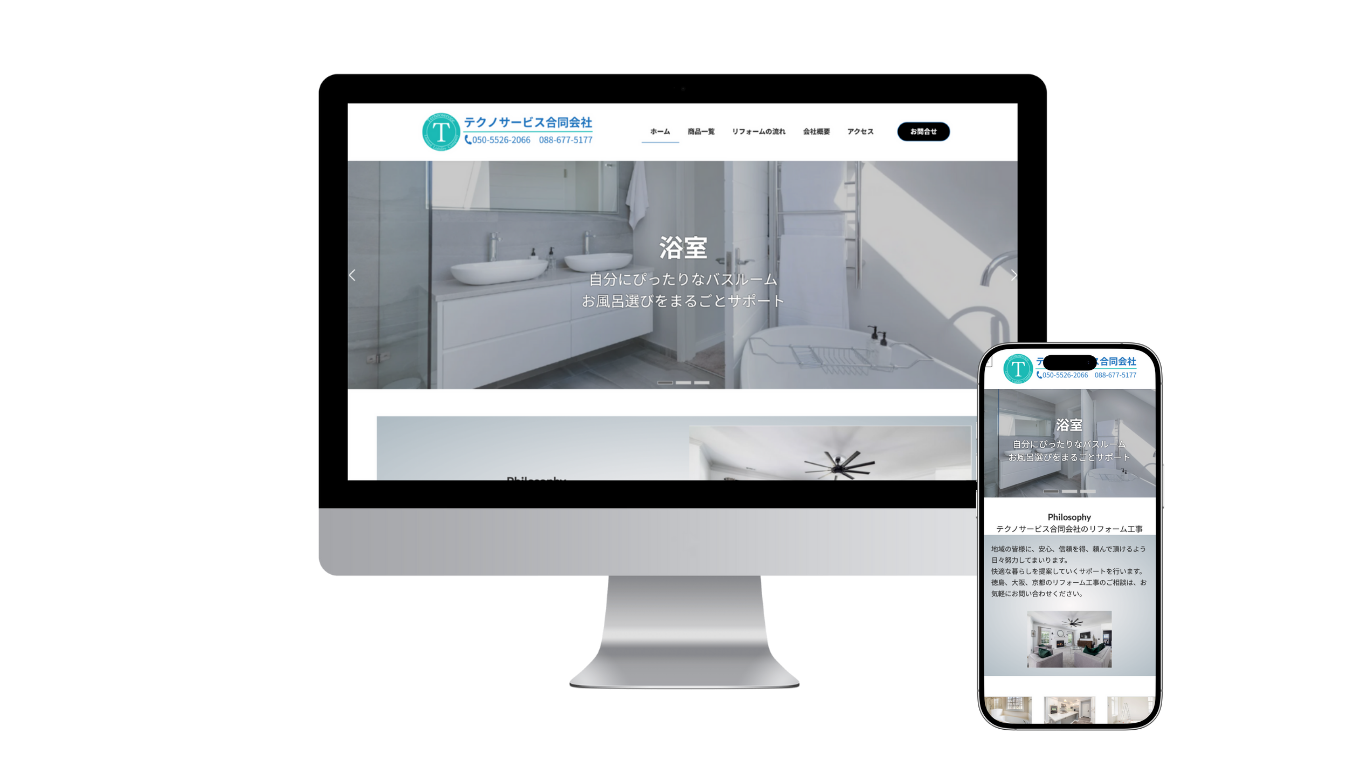 T
テクノサービス合同会社
050-5526-2066 088-677-5177
ホーム 商品一覧 リフォームの流れ 会社概要 アクセス お問合せ
浴室
自分にぴったりなバスルーム
お風呂選びをまるごとサポート
Philosophy
T
テ ス合同会社
050-5526-2066 088-677-5177
浴室
自分にぴったりなバスルーム
お風呂選びをまるごとサポート
Philosophy
テクノサービス合同会社のリフォーム工事
地域の皆様に、安心、信頼を得、頼んで頂けるよう
日々努力してまいります。
快適な暮らしを提案していくサポートを行います。
徳島、大阪、京都のリフォーム工事のご相談は、お
気軽にお問い合わせください。